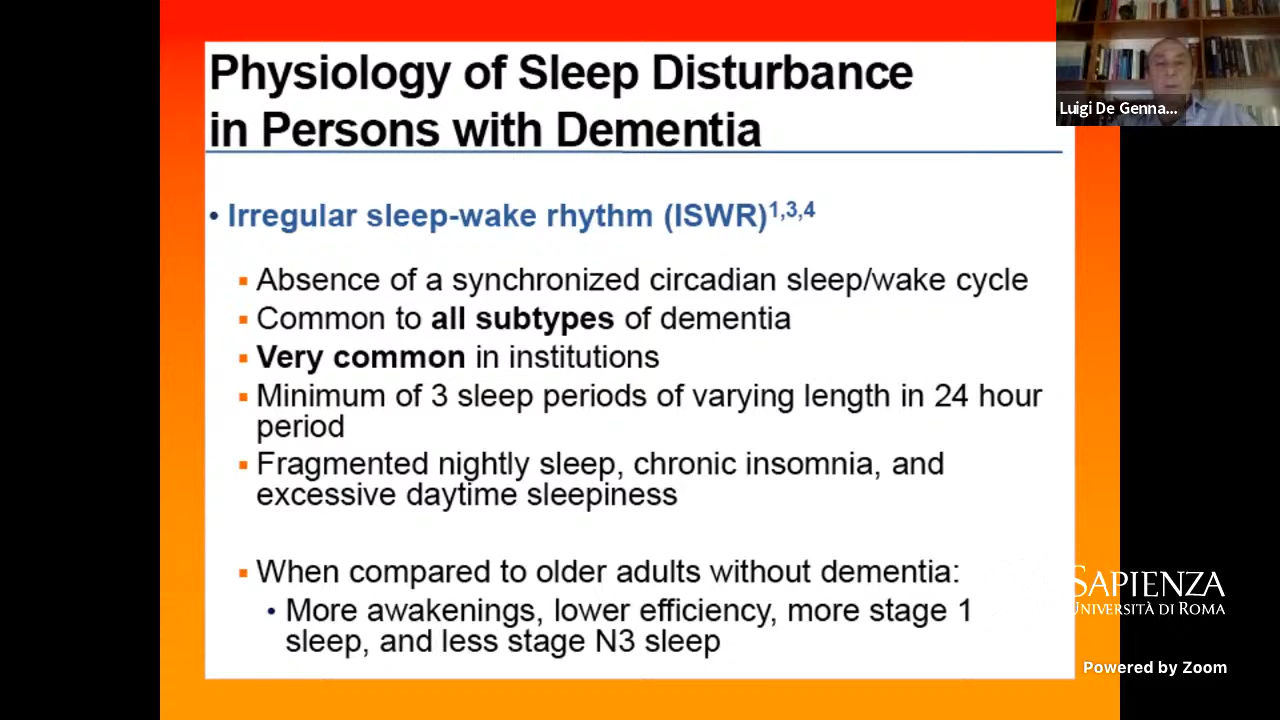 Physiology of Sleep Disturbance
in Persons with Dementia
Luigi De Genna...
• Irregular sleep-wake rhythm (ISWR)1,3,4
▪ Absence of a synchronized circadian sleep/wake cycle
▪ Common to all subtypes of dementia
▪ Very common in institutions
▪ Minimum of 3 sleep periods of varying length in 24 hour
period
▪ Fragmented nightly sleep, chronic insomnia, and
excessive daytime sleepiness
▪ When compared to older adults without dementia:
• More awakenings, lower efficiency, more stage 1
sleep, and less stage N3 sleep
SAPIENZA
UNIVERSITÀ DI ROMA
Powered by Zoom